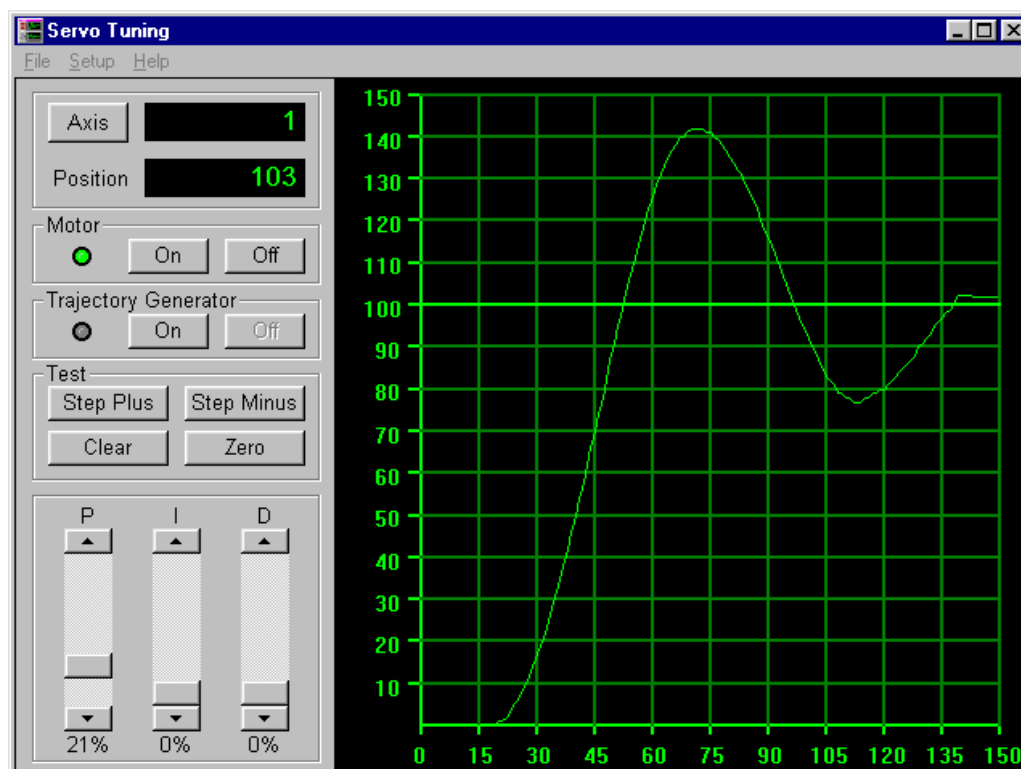 Servo Tuning
File Setup Help
Axis 1
Position 103
Motor
On Off
Trajectory Generator
On Off
Test
Step Plus Step Minus
Clear Zero
P I D
21% 0% 0%
150
140
130
120
110
100
90
80
70
60
50
40
30
20
10
0 15 30 45 60 75 90 105 120 135 150